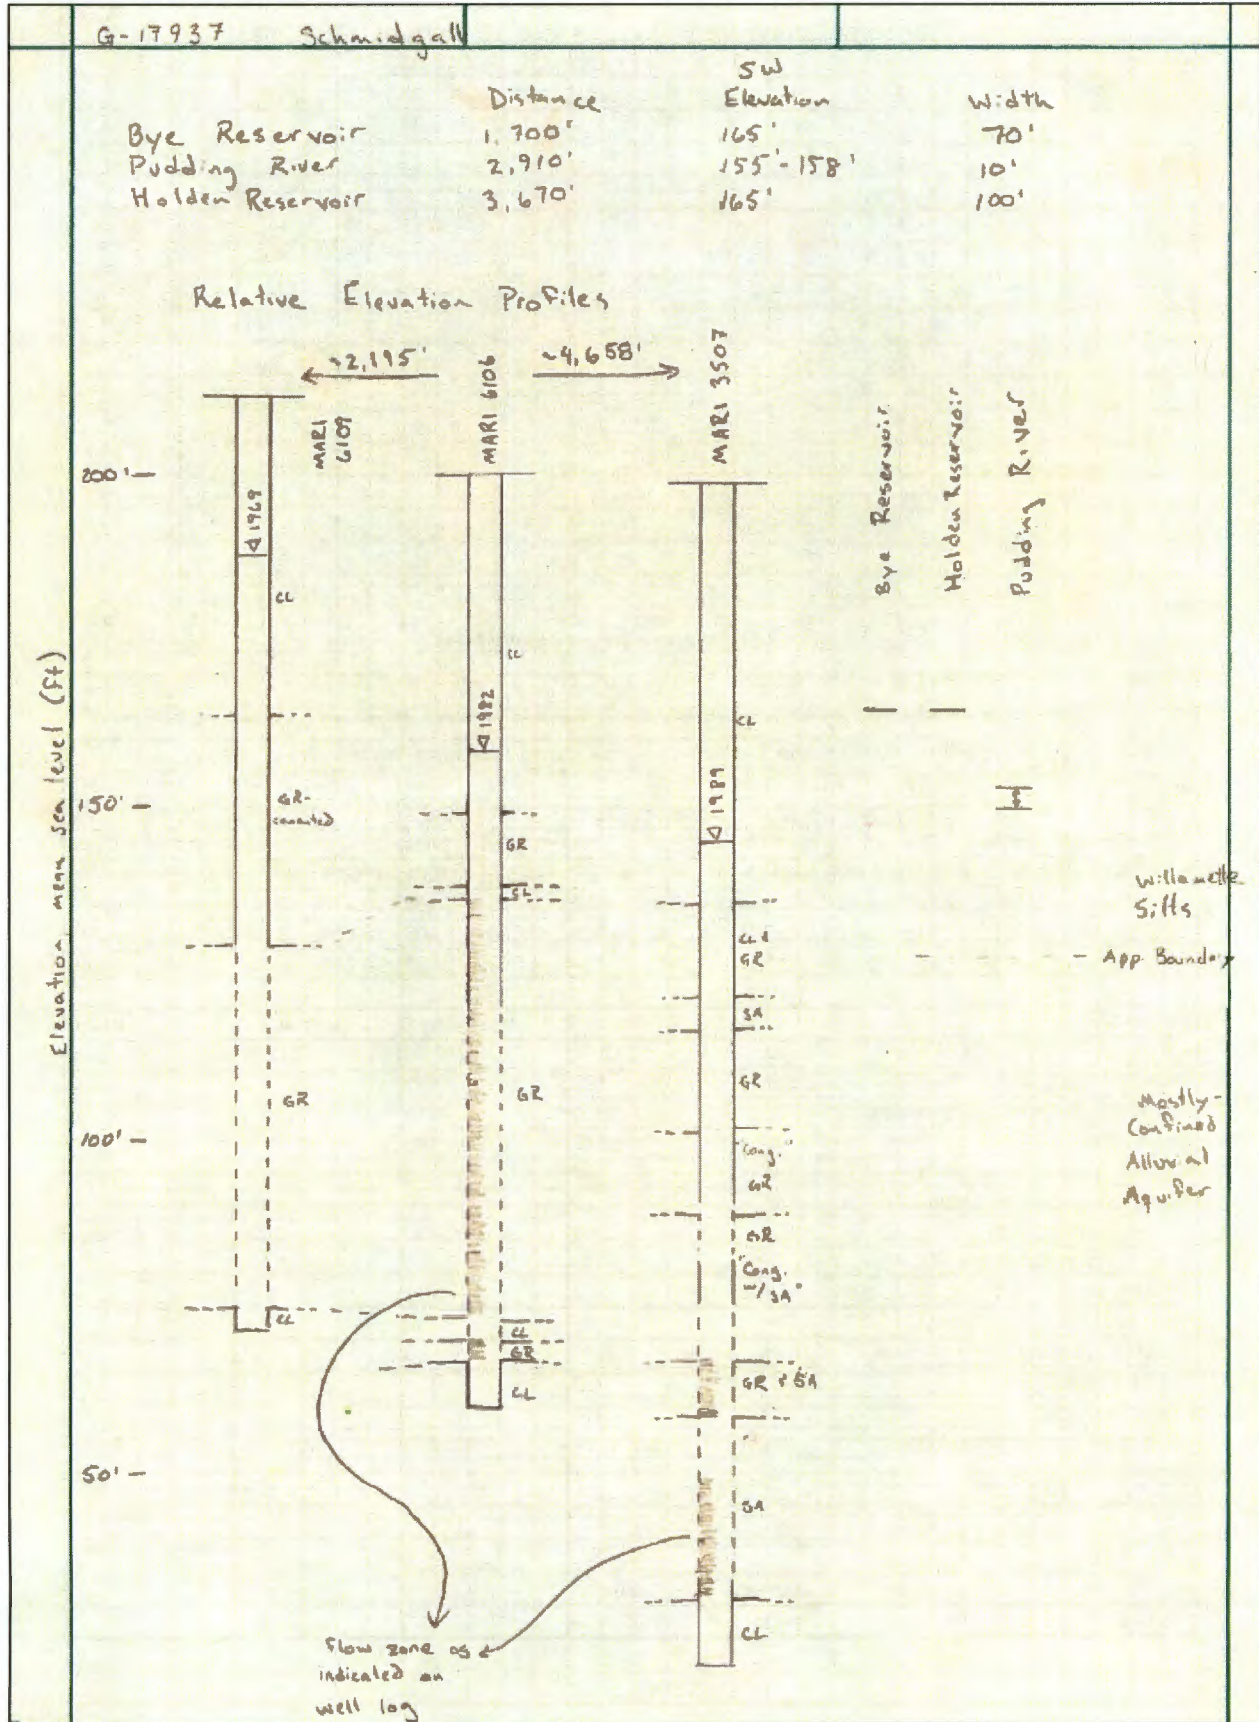 G-17937 Schmidgall
SW
Distance Elevation Width
Bye Reservoir 1,700' 165' 70'
Pudding River 2,910' 155'-158' 10'
Holden Reservoir 3,670' 165' 100'
Relative Elevation Profiles
~2,195' ~4,658'
MARI 6109
MARI 6106
MARI 3507
Bye Reservoir
Holden Reservoir
Pudding River
Elevation, mean sea level (Ft)
200'
150'
100'
50'
1969
CL
GR-
cemented
GR
CL
1982
GR
SL
GR
CL
GR
CL
1989
CL
CL &
GR
SA
GR
"Cong."
GR
GR
"Cong.
w/ SA"
GR & SA
SA
CL
Willamette
Silts
App Boundary
Mostly-
Confined
Alluvial
Aquifer
Flow zone as
indicated on
well log